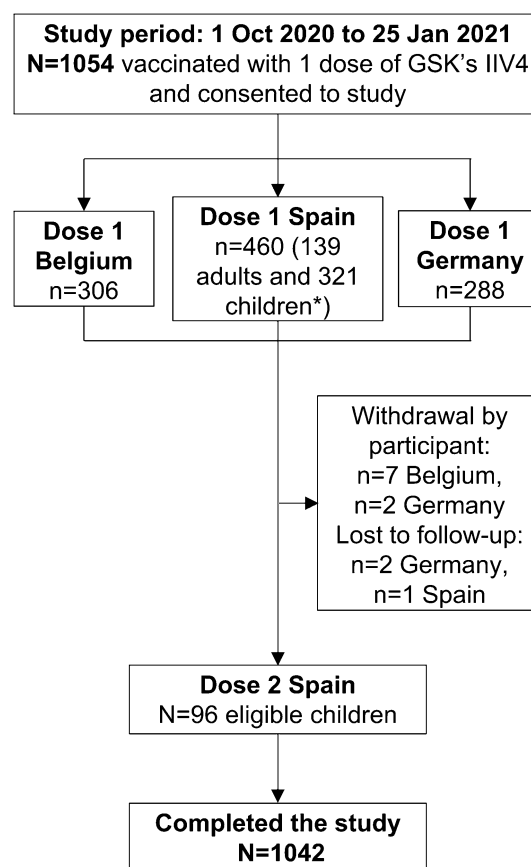 Study period: 1 Oct 2020 to 25 Jan 2021
N=1054 vaccinated with 1 dose of GSK's IIV4
and consented to study
Dose 1
Belgium
n=306
Dose 1 Spain
n=460 (139
adults and 321
children*)
Dose 1
Germany
n=288
Withdrawal by
participant:
n=7 Belgium,
n=2 Germany
Lost to follow-up:
n=2 Germany,
n=1 Spain
Dose 2 Spain
N=96 eligible children
Completed the study
N=1042